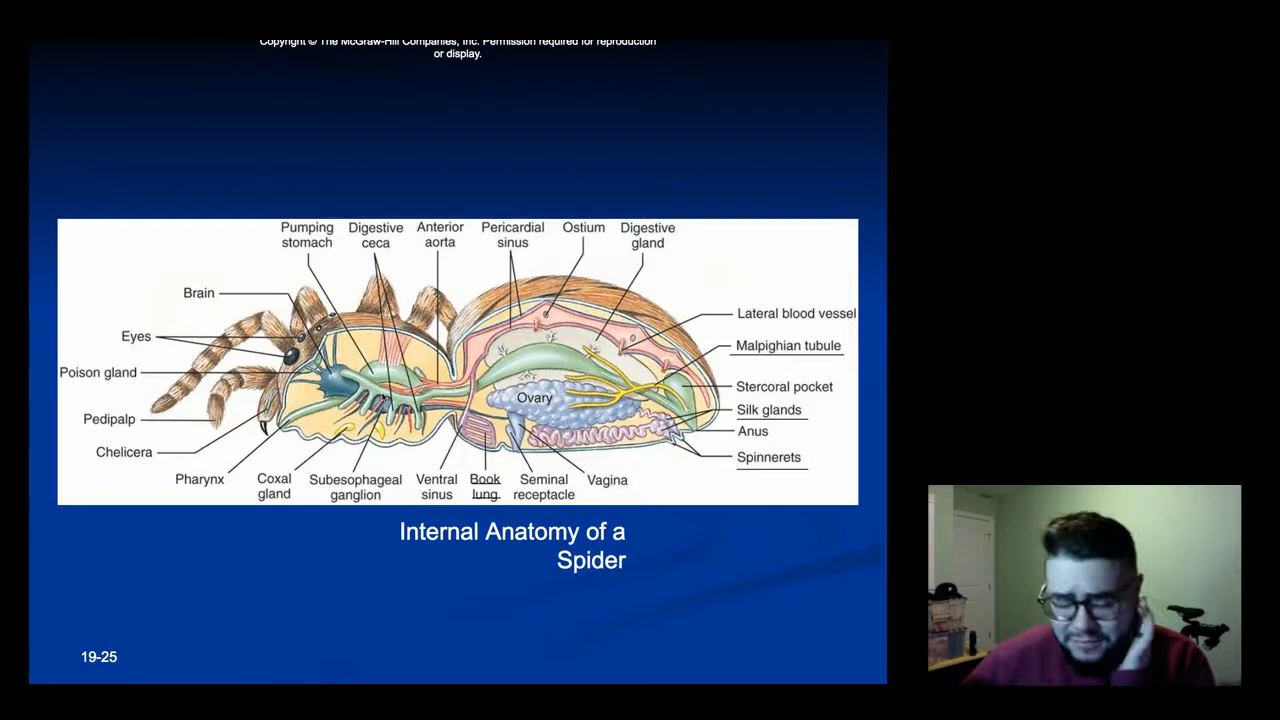 Copyright © The McGraw-Hill Companies, Inc. Permission required for reproduction
or display.
Pumping
stomach
Digestive
ceca
Anterior
aorta
Pericardial
sinus
Ostium
Digestive
gland
Brain
Eyes
Poison gland
Pedipalp
Chelicera
Lateral blood vessel
Malpighian tubule
Stercoral pocket
Silk glands
Anus
Spinnerets
Ovary
Pharynx
Coxal
gland
Subesophageal
ganglion
Ventral
sinus
Book
lung
Seminal
receptacle
Vagina
Internal Anatomy of a
Spider
19-25